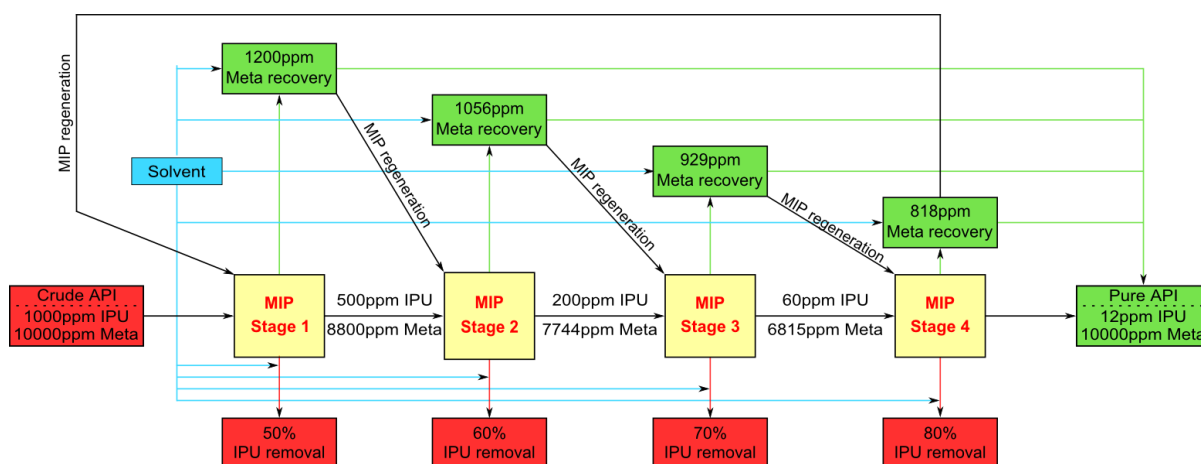 1200ppm
Meta recovery
1056ppm
Meta recovery
929ppm
Meta recovery
818ppm
Meta recovery
MIP regeneration
MIP regeneration
MIP regeneration
MIP regeneration
Solvent
Crude API
1000ppm IPU
10000ppm Meta
MIP
Stage 1
500ppm IPU
8800ppm Meta
MIP
Stage 2
200ppm IPU
7744ppm Meta
MIP
Stage 3
60ppm IPU
6815ppm Meta
MIP
Stage 4
Pure API
12ppm IPU
10000ppm Meta
50%
IPU removal
60%
IPU removal
70%
IPU removal
80%
IPU removal